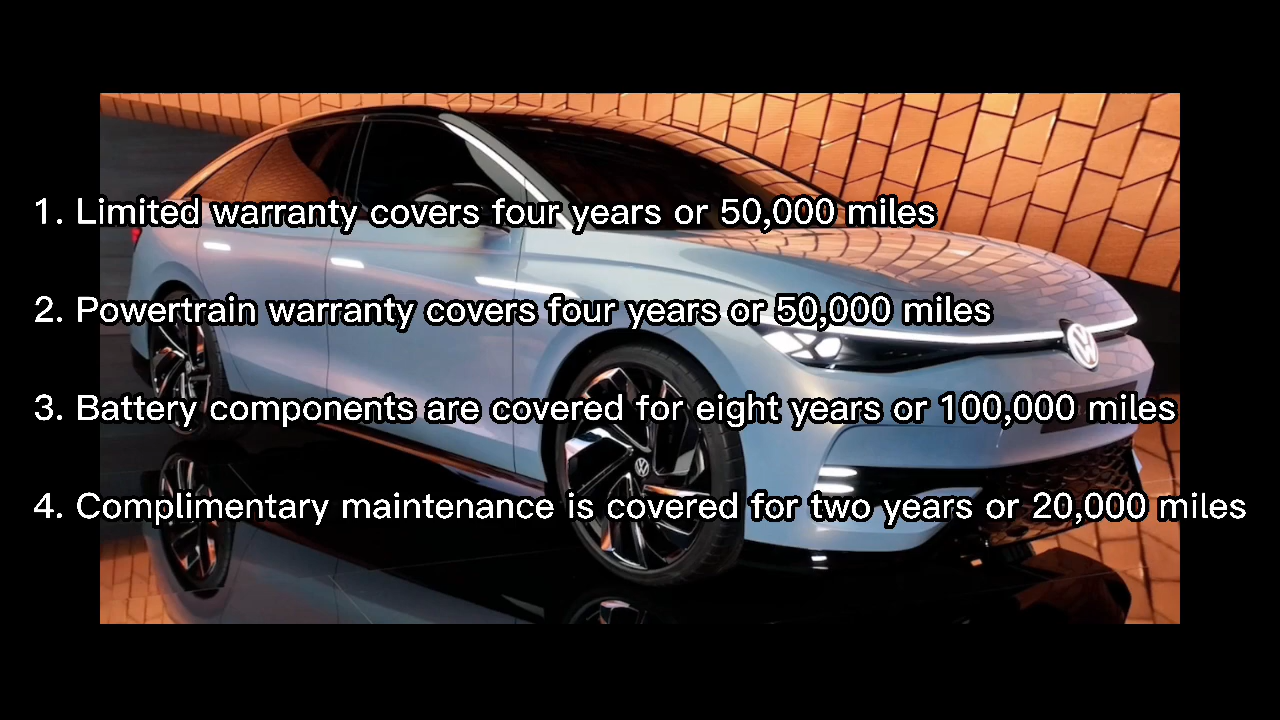 1. Limited warranty covers four years or 50,000 miles
2. Powertrain warranty covers four years or 50,000 miles
3. Battery components are covered for eight years or 100,000 miles
4. Complimentary maintenance is covered for two years or 20,000 miles